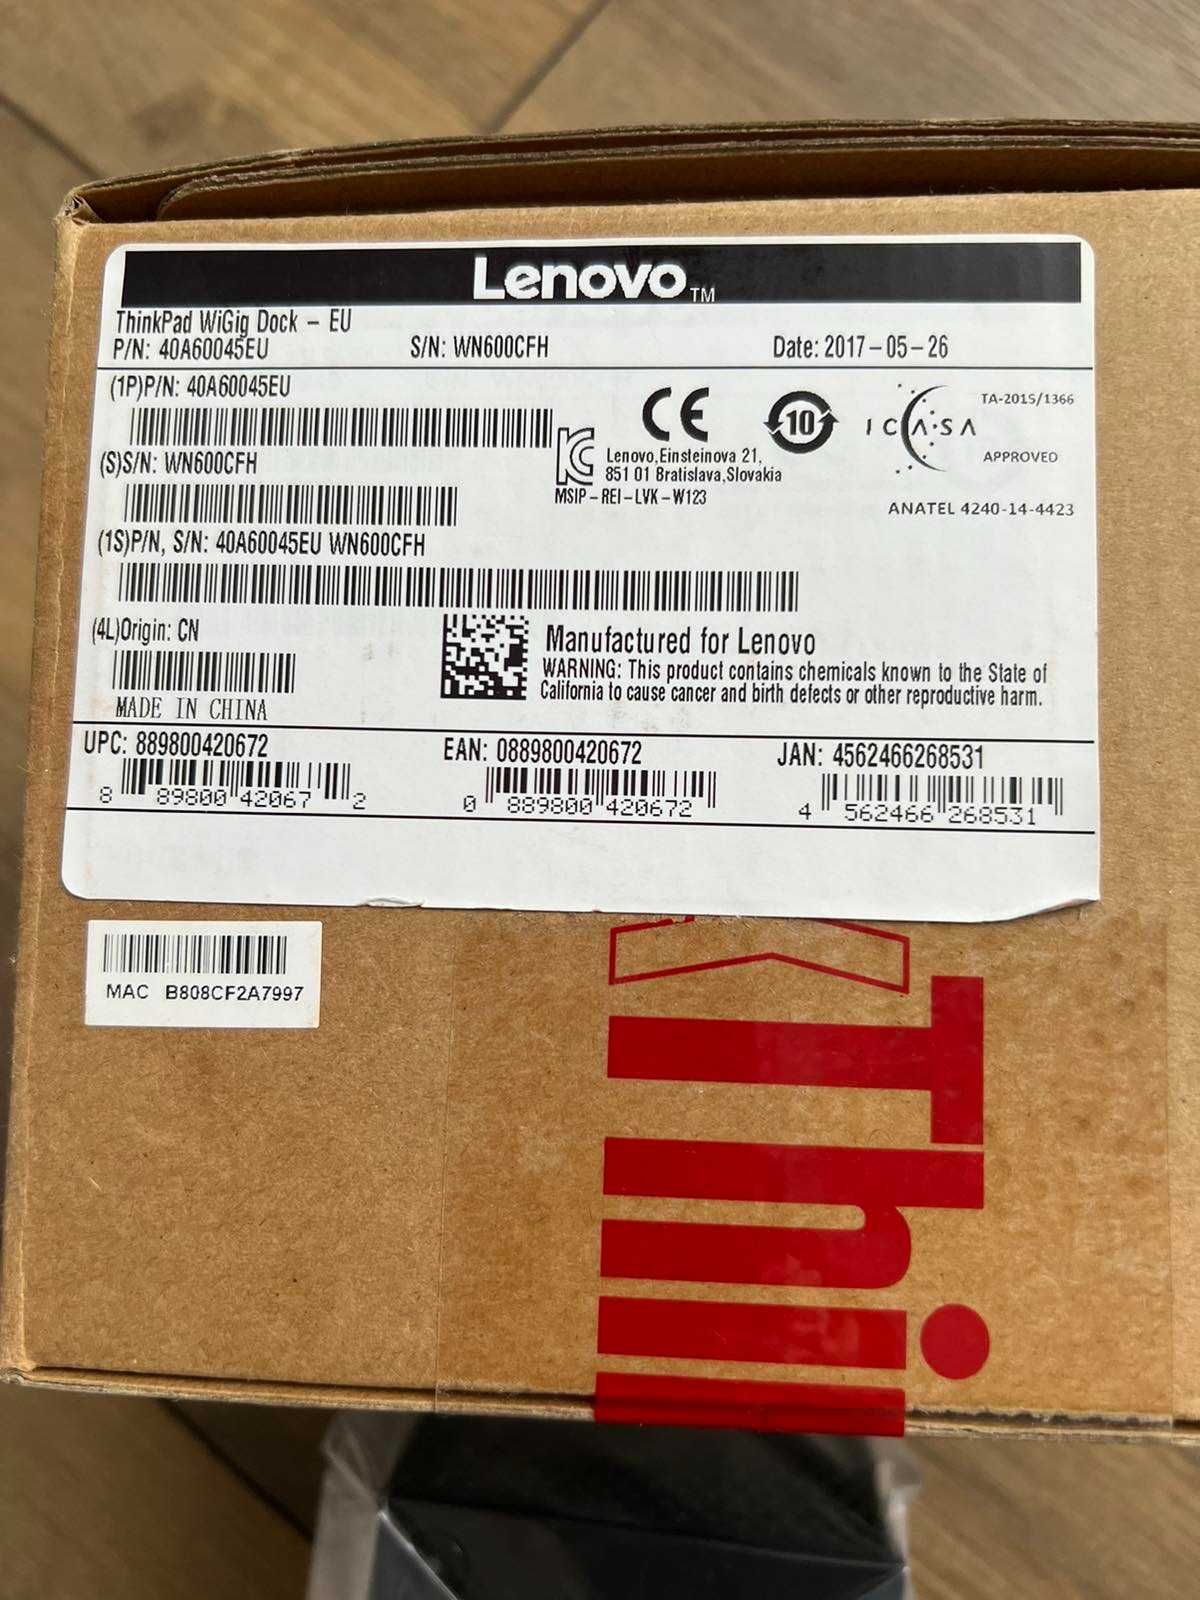 Lenovo TM
ThinkPad WiGig Dock - EU
P/N: 40A60045EU S/N: WN600CFH Date: 2017-05-26
(1P)P/N: 40A60045EU
(S)S/N: WN600CFH
(1S)P/N, S/N: 40A60045EU WN600CFH
CE
10
ICASA
TA-2015/1366
APPROVED
Lenovo,Einsteinova 21,
851 01 Bratislava,Slovakia
MSIP-REI-LVK-W123
ANATEL 4240-14-4423
(4L)Origin: CN
MADE IN CHINA
Manufactured for Lenovo
WARNING: This product contains chemicals known to the State of
California to cause cancer and birth defects or other reproductive harm.
UPC: 889800420672 EAN: 0889800420672 JAN: 4562466268531
8 89800 42067 2 0 889800 420672 4 562466 268531
MAC B808CF2A7997
k Thi